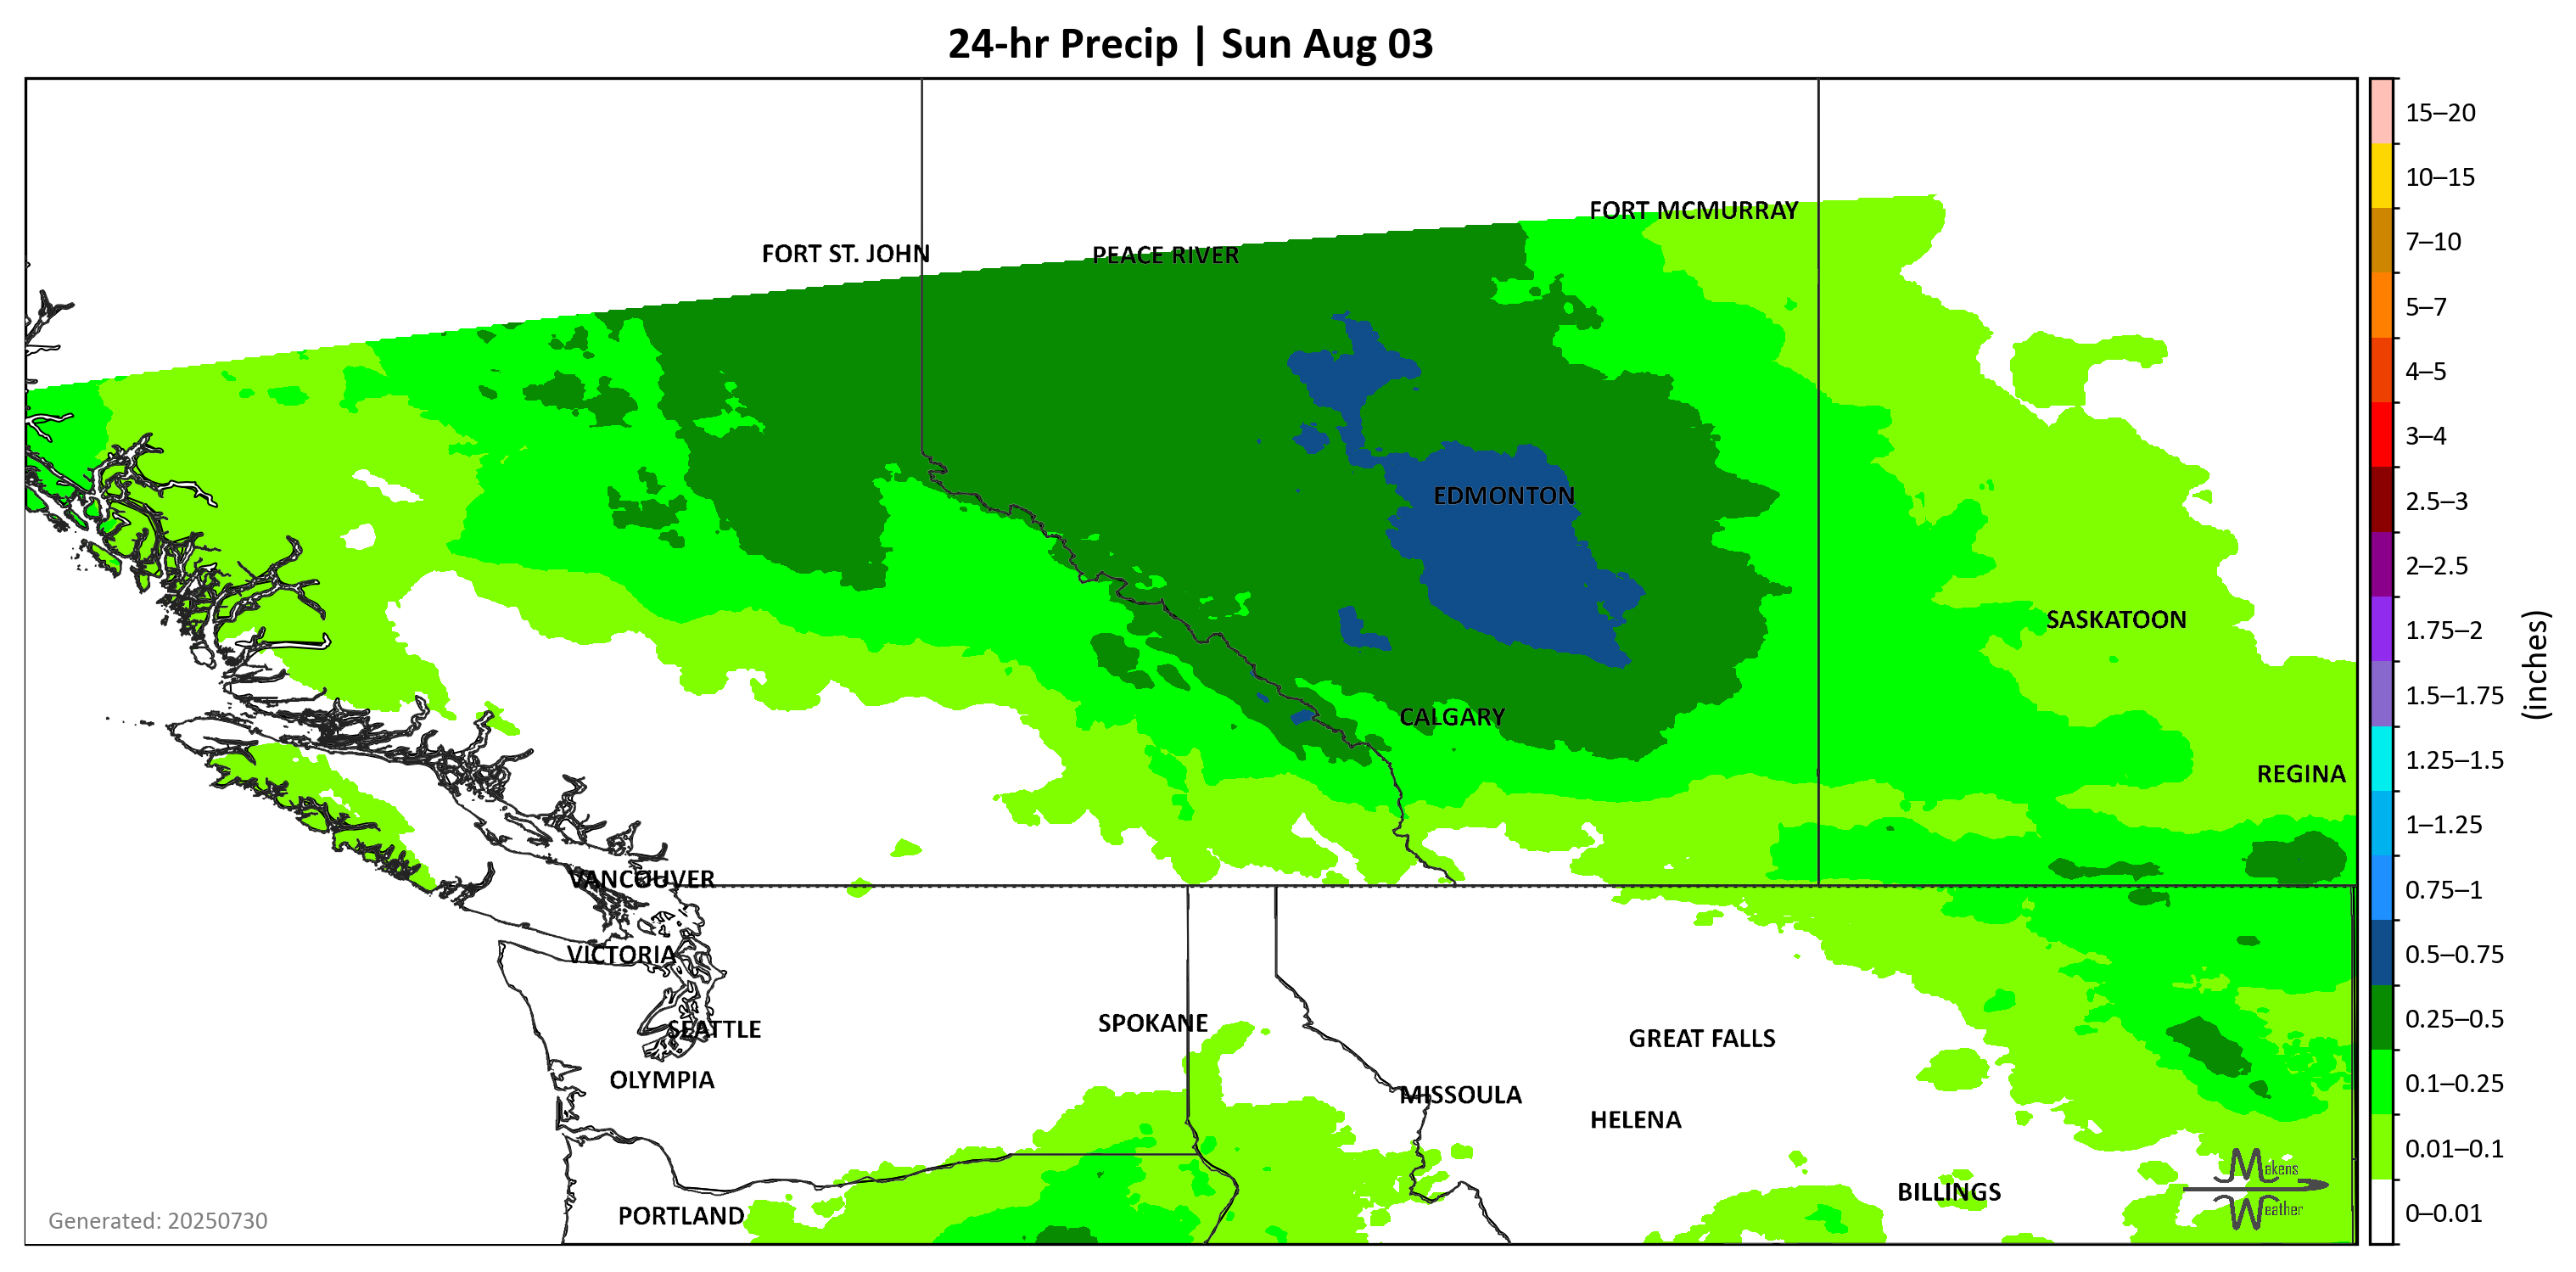 24-hr Precip | Sun Aug 03
FORT MCMURRAY
FORT ST. JOHN
PEACE RIVER
EDMONTON
SASKATOON
CALGARY
REGINA
VANCOUVER
VICTORIA
SPOKANE
SEATTLE
GREAT FALLS
OLYMPIA
MISSOULA
HELENA
BILLINGS
PORTLAND
Generated: 20250730
Makens
Weather
15–20
10–15
7–10
5–7
4–5
3–4
2.5–3
2–2.5
1.75–2
1.5–1.75
1.25–1.5
1–1.25
0.75–1
0.5–0.75
0.25–0.5
0.1–0.25
0.01–0.1
0–0.01
(inches)